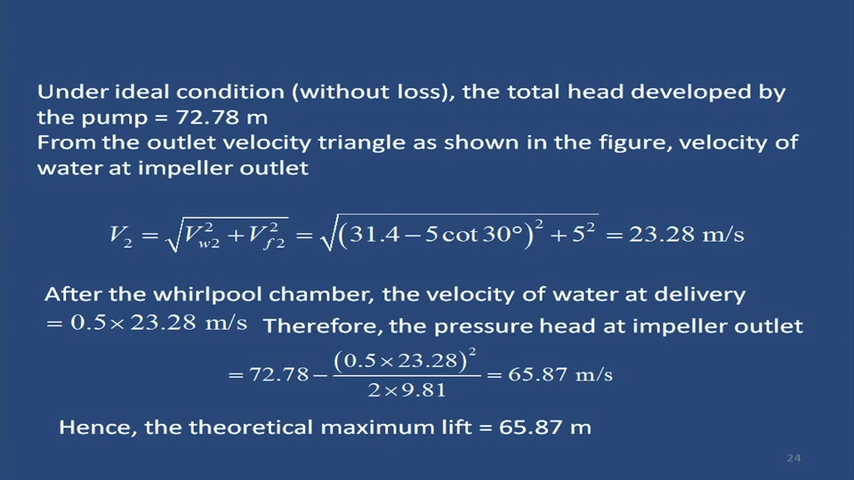 Under ideal condition (without loss), the total head developed by
the pump = 72.78 m
From the outlet velocity triangle as shown in the figure, velocity of
water at impeller outlet
V₂ = √(V²w2 + V²f2) = √((31.4 − 5 cot 30°)² + 5²) = 23.28 m/s
After the whirlpool chamber, the velocity of water at delivery
= 0.5 × 23.28 m/s Therefore, the pressure head at impeller outlet
= 72.78 − (0.5 × 23.28)² / (2 × 9.81) = 65.87 m/s
Hence, the theoretical maximum lift = 65.87 m
24